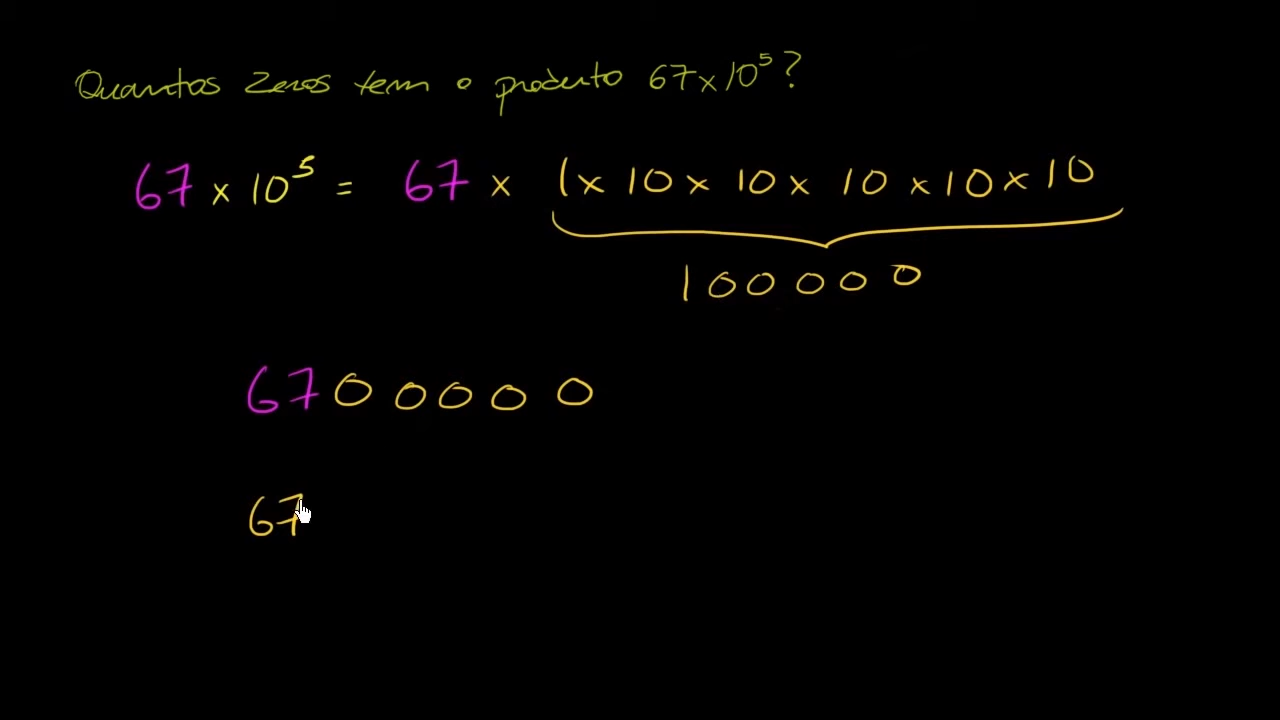 Quantos zeros tem o produto 67 x 10⁵?
67 x 10⁵ = 67 x 1 x 10 x 10 x 10 x 10 x 10
100000
6700000
67